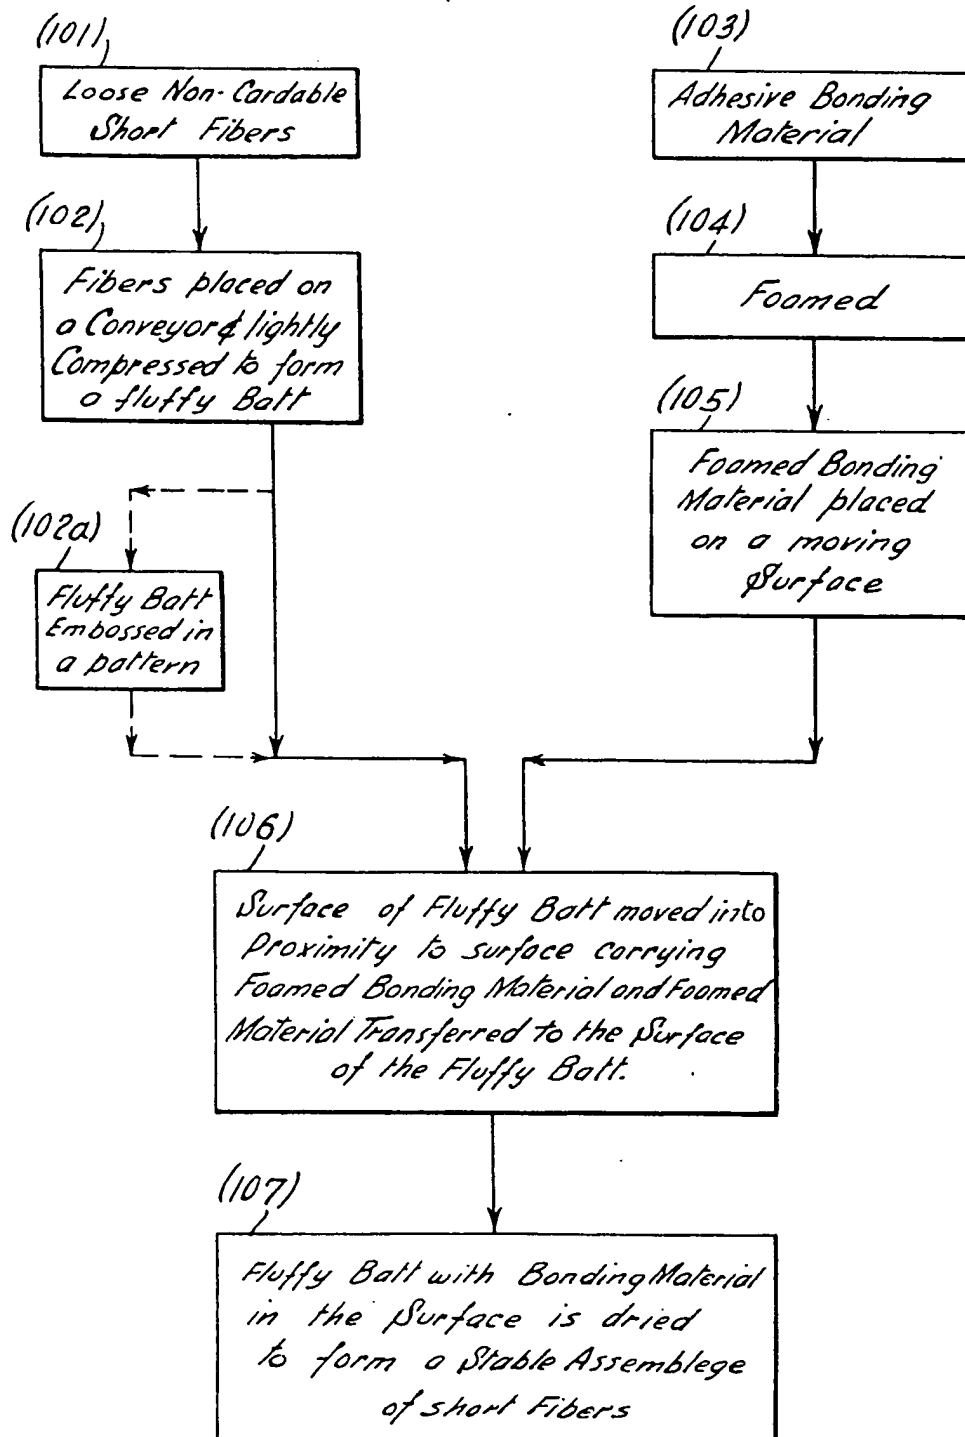 (101)
Loose Non-Cardable
Short Fibers
(102)
Fibers placed on
a Conveyor & lightly
Compressed to form
a fluffy Batt
(102a)
Fluffy Batt
Embossed in
a pattern
(103)
Adhesive Bonding
Material
(104)
Foamed
(105)
Foamed Bonding
Material placed
on a moving
Surface
(106)
Surface of Fluffy Batt moved into
Proximity to surface carrying
Foamed Bonding Material and Foamed
Material Transferred to the Surface
of the Fluffy Batt.
(107)
Fluffy Batt with Bonding Material
in the Surface is dried
to form a Stable Assemblege
of short Fibers